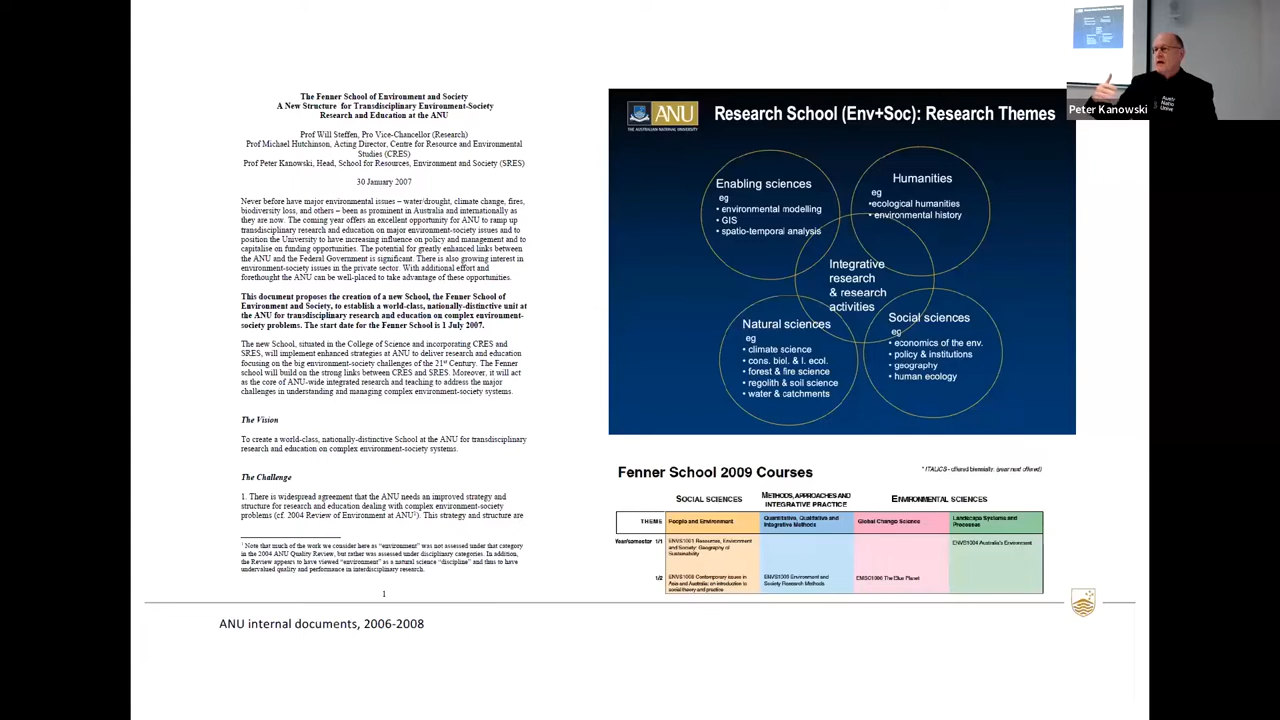 The Fenner School of Environment and Society
A New Structure for Transdisciplinary Environment-Society
Research and Education at the ANU
Prof Will Steffen, Pro Vice-Chancellor (Research)
Prof Michael Hutchinson, Acting Director, Centre for Resource and Environmental
Studies (CRES)
Prof Peter Kanowski, Head, School for Resources, Environment and Society (SRES)
30 January 2007
Never before have major environmental issues – water/drought, climate change, fires,
biodiversity loss, and others – been as prominent in Australia and internationally as
they are now. The coming year offers an excellent opportunity for ANU to ramp up
transdisciplinary research and education on major environment-society issues and to
position the University to have increasing influence on policy and management and to
capitalise on funding opportunities. The potential for greatly enhanced links between
the ANU and the Federal Government is significant. There is also growing interest in
environment-society issues in the private sector. With additional effort and
forethought the ANU can be well-placed to take advantage of these opportunities.
This document proposes the creation of a new School, the Fenner School of
Environment and Society, to establish a world-class, nationally-distinctive unit at
the ANU for transdisciplinary research and education on complex environment-
society problems. The start date for the Fenner School is 1 July 2007.
The new School, situated in the College of Science and incorporating CRES and
SRES, will implement enhanced strategies at ANU to deliver research and education
focusing on the big environment-society challenges of the 21st Century. The Fenner
school will build on the strong links between CRES and SRES. Moreover, it will act
as the core of ANU-wide integrated research and teaching to address the major
challenges in understanding and managing complex environment-society systems.
The Vision
To create a world-class, nationally-distinctive School at the ANU for transdisciplinary
research and education on complex environment-society systems.
The Challenge
1. There is widespread agreement that the ANU needs an improved strategy and
structure for research and education dealing with complex environment-society
problems (cf. 2004 Review of Environment at ANU1). This strategy and structure are
1 Note that much of the work we consider here as "environment" was not assessed under that category
in the 2004 ANU Quality Review, but rather was assessed under disciplinary categories. In addition,
the Review appears to have viewed "environment" as a natural science "discipline" and thus to have
undervalued quality and performance in interdisciplinary research.
1
ANU internal documents, 2006-2008
ANU
THE AUSTRALIAN NATIONAL UNIVERSITY
Research School (Env+Soc): Research Themes
Enabling sciences
eg
• environmental modelling
• GIS
• spatio-temporal analysis
Humanities
eg
•ecological humanities
• environmental history
Integrative
research
& research
activities
Natural sciences
eg
• climate science
• cons. biol. & l. ecol.
• forest & fire science
• regolith & soil science
• water & catchments
Social sciences
eg
• economics of the env.
• policy & institutions
• geography
• human ecology
Fenner School 2009 Courses
* ITALICS - offered biennially (year next offered)
SOCIAL SCIENCES
METHODS, APPROACHES AND
INTEGRATIVE PRACTICE
ENVIRONMENTAL SCIENCES
THEME
People and Environment
Quantitative, Qualitative and
Integrative Methods
Global Change Science
Landscape Systems and
Processes
Year/semester 1/1
ENVS1001 Resources, Environment
and Society: Geography of
Sustainability
ENVS1004 Australia's Environment
1/2
Contemporary Issues in
Asia and Australia: an introduction to
social theory and practice
Environment and
Society Research Methods
The Blue Planet
Peter Kanowski